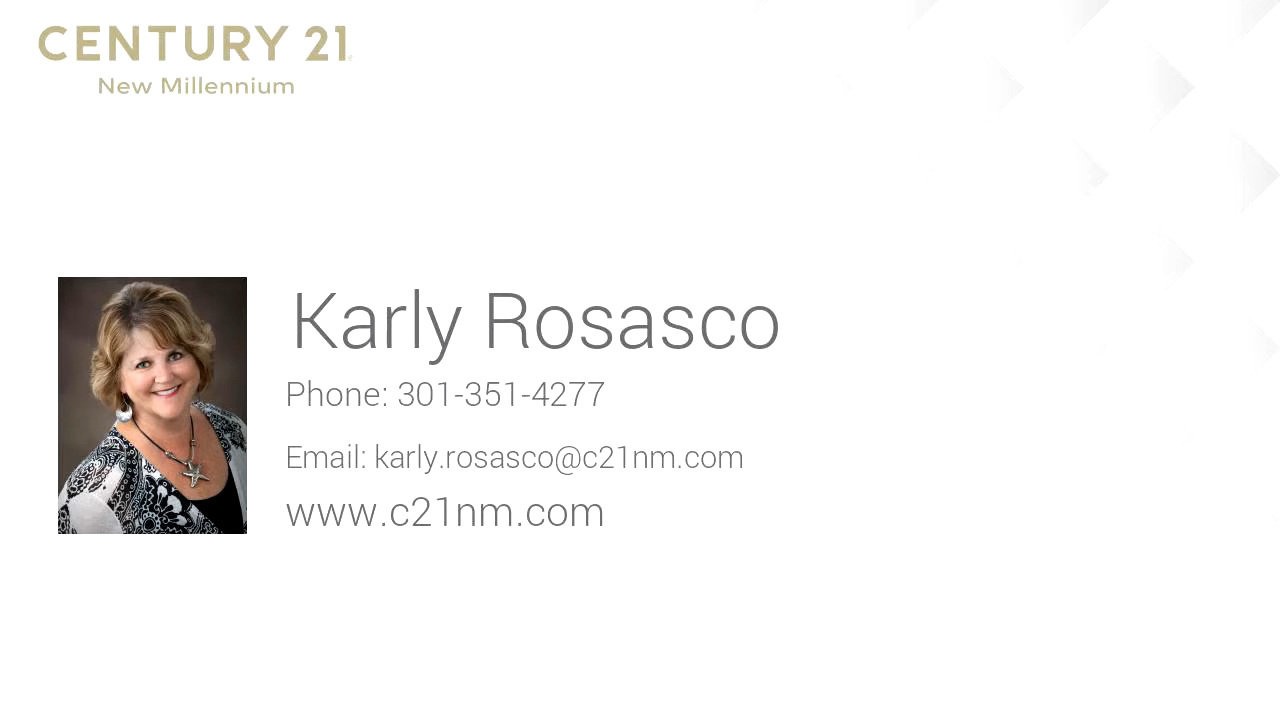 CENTURY 21
New Millennium
Karly Rosasco
Phone: 301-351-4277
Email: karly.rosasco@c21nm.com
www.c21nm.com